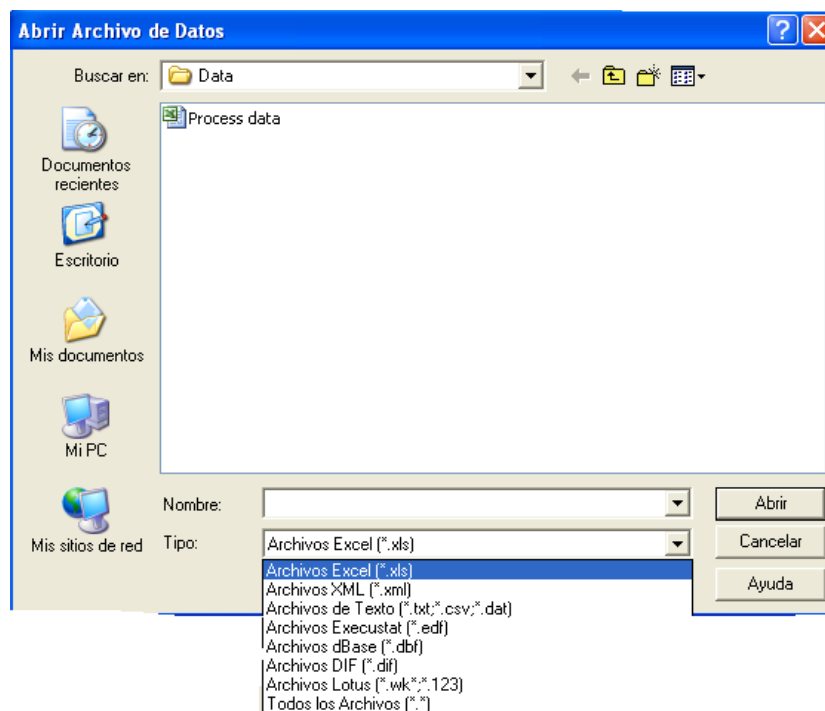 Abrir Archivo de Datos
Buscar en: Data
Process data
Documentos
recientes
Escritorio
Mis documentos
Mi PC
Mis sitios de red
Nombre:
Abrir
Tipo: Archivos Excel (*.xls)
Cancelar
Ayuda
Archivos Excel (*.xls)
Archivos XML (*.xml)
Archivos de Texto (*.txt;*.csv;*.dat)
Archivos Execustat (*.edf)
Archivos dBase (*.dbf)
Archivos DIF (*.dif)
Archivos Lotus (*.wk*;*.123)
Todos los Archivos (*.*)